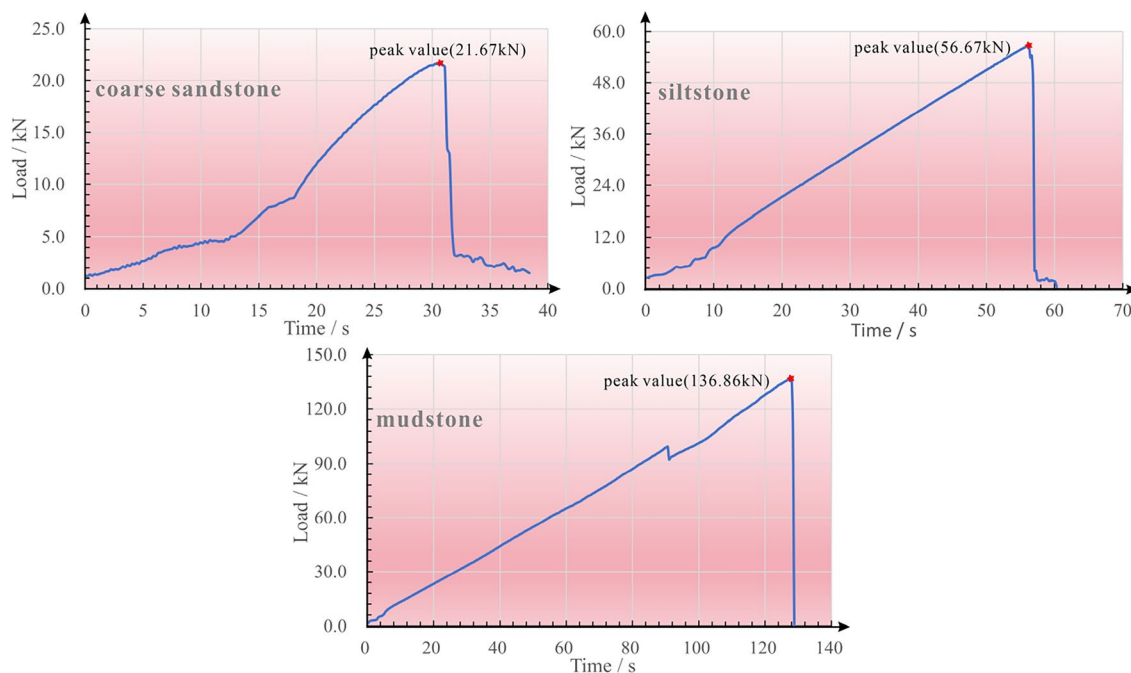 25.0
20.0
15.0
10.0
5.0
0.0
Load / kN
peak value(21.67kN)
coarse sandstone
0 5 10 15 20 25 30 35 40
Time / s
60.0
48.0
36.0
24.0
12.0
0.0
Load / kN
peak value(56.67kN)
siltstone
0 10 20 30 40 50 60 70
Time / s
150.0
120.0
90.0
60.0
30.0
0.0
Load / kN
peak value(136.86kN)
mudstone
0 20 40 60 80 100 120 140
Time / s